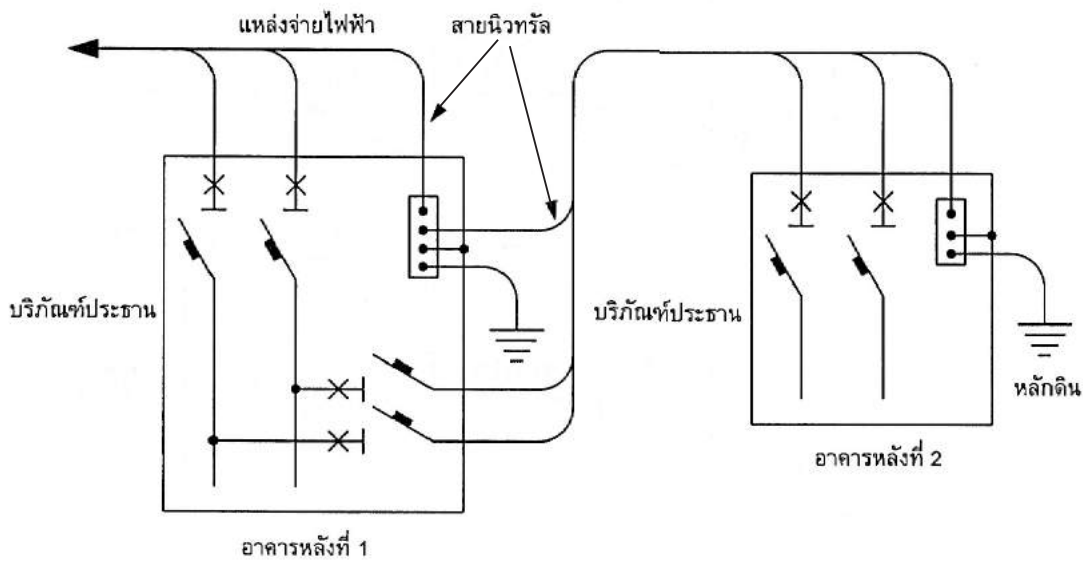 แหล่งจ่ายไฟฟ้า
สายนิวทรัล
บริภัณฑ์ประธาน
บริภัณฑ์ประธาน
หลักดิน
อาคารหลังที่ 2
อาคารหลังที่ 1